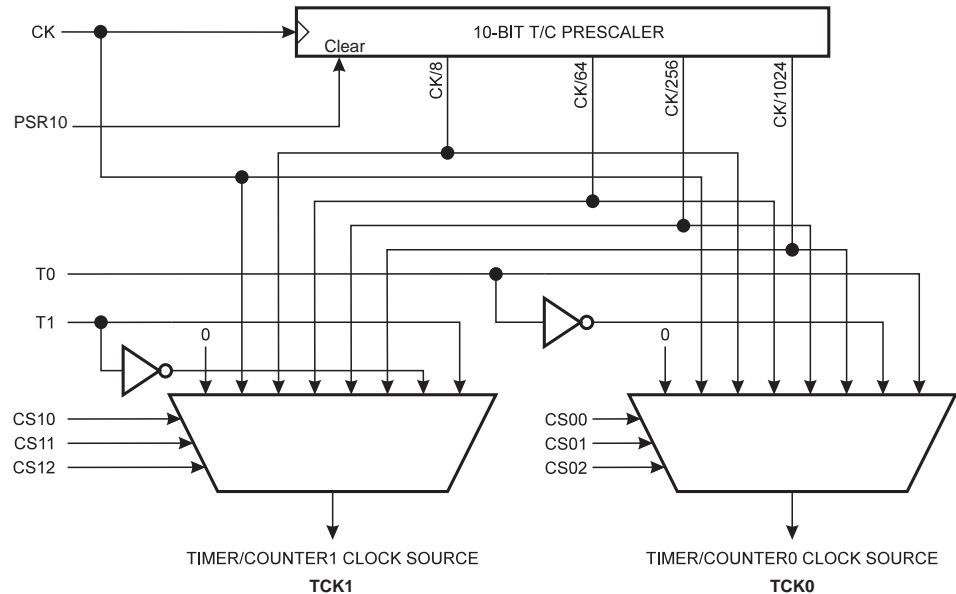 CK
10-BIT T/C PRESCALER
Clear
CK/8
CK/64
CK/256
CK/1024
PSR10
T0
T1
0
0
CS10
CS11
CS12
CS00
CS01
CS02
TIMER/COUNTER1 CLOCK SOURCE
TCK1
TIMER/COUNTER0 CLOCK SOURCE
TCK0